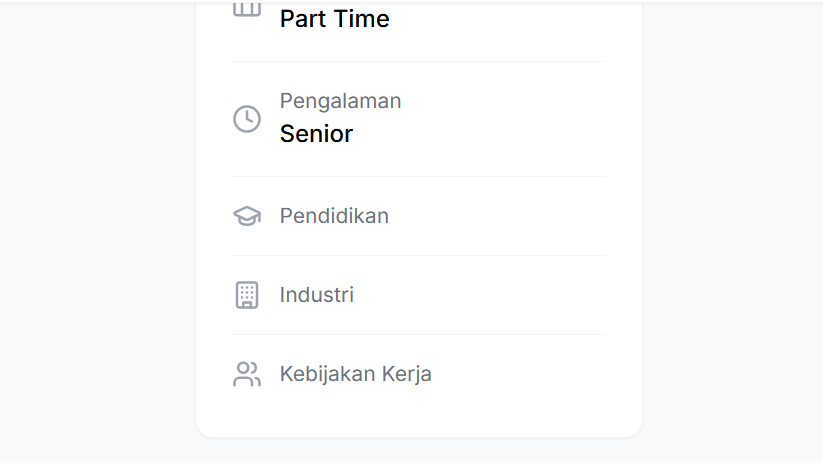 Part Time
Pengalaman
Senior
Pendidikan
Industri
Kebijakan Kerja